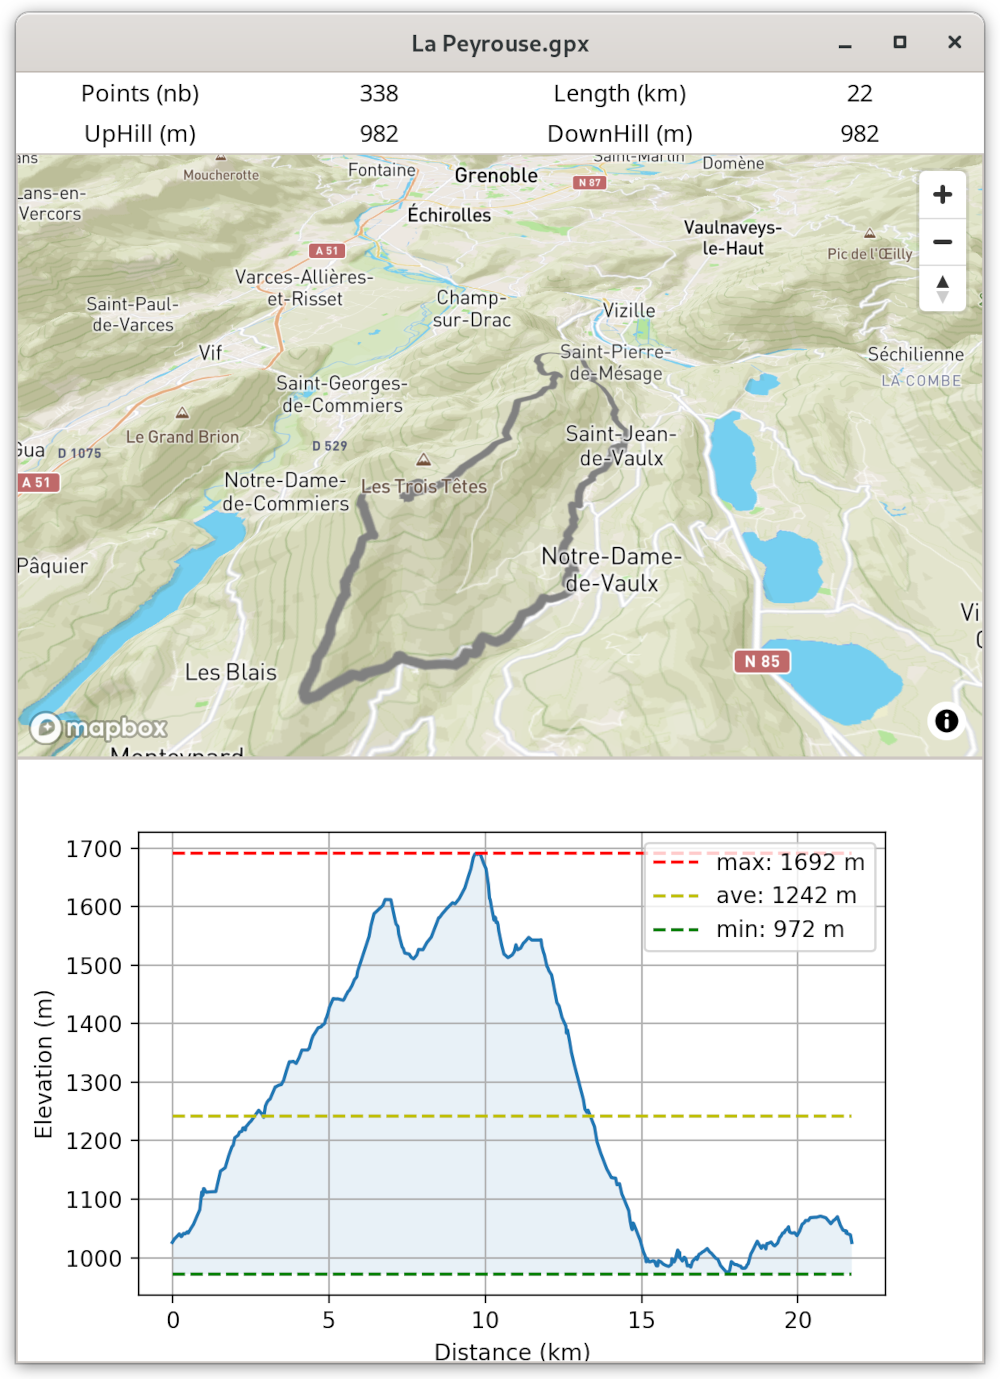 La Peyrouse.gpx
Points (nb) 338 Length (km) 22
UpHill (m) 982 DownHill (m) 982
Moucherotte
Fontaine
Grenoble
N 87
Saint-Martin
Domène
Lans-en-
Vercors
Échirolles
Vaulnaveys-
le-Haut
Pic de l'Œilly
A 51
Varces-Allières-
et-Risset
Saint-Paul-
de-Varces
Champ-
sur-Drac
Vizille
Vif
Saint-Pierre-
de-Mésage
Séchilienne
LA COMBE
Saint-Georges-
de-Commiers
Le Grand Brion
D 529
Saint-Jean-
de-Vaulx
Gua
D 1075
A 51
Les Trois Têtes
Notre-Dame-
de-Commiers
Pâquier
Notre-Dame-
de-Vaulx
Vi
N 85
Les Blais
mapbox
Monteynard
1700
1600
1500
1400
1300
1200
1100
1000
Elevation (m)
max: 1692 m
ave: 1242 m
min: 972 m
0 5 10 15 20
Distance (km)